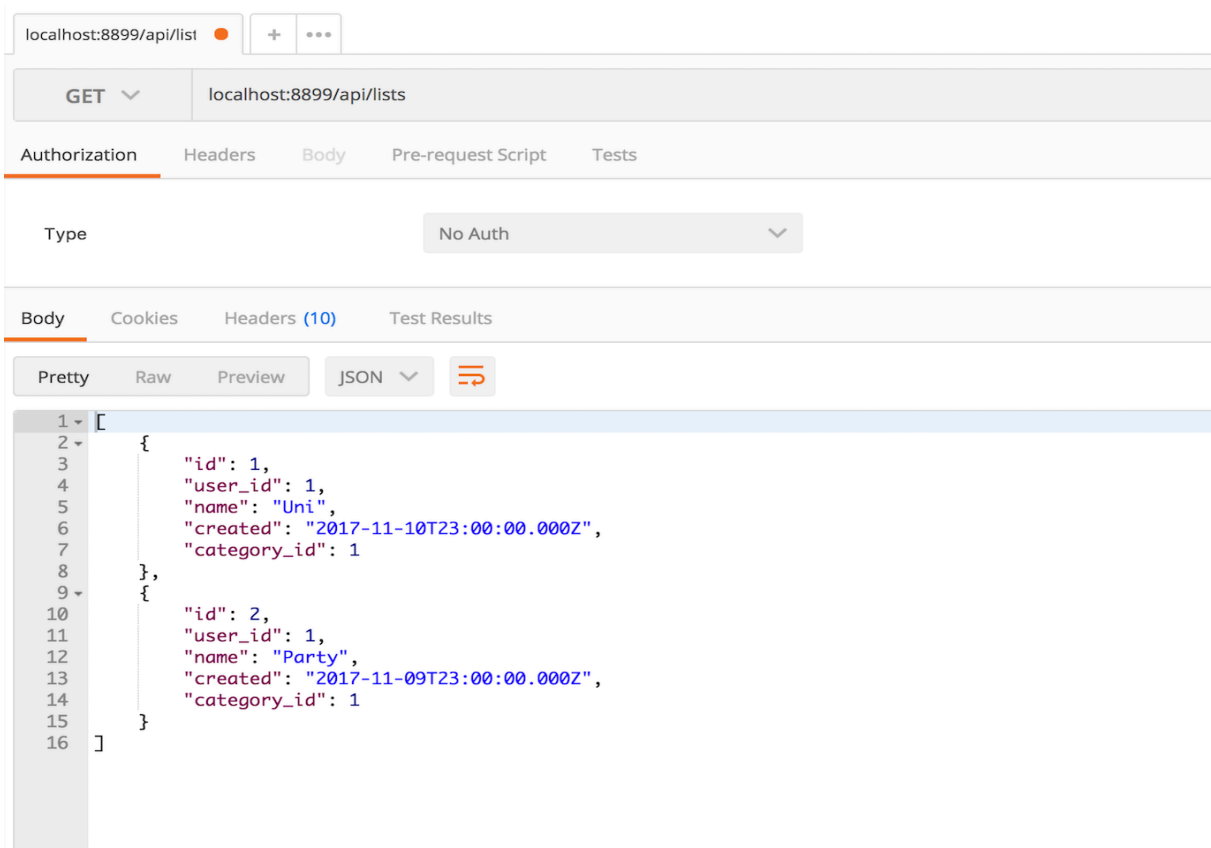 localhost:8899/api/list
+ •••
GET localhost:8899/api/lists
Authorization Headers Body Pre-request Script Tests
Type No Auth
Body Cookies Headers (10) Test Results
Pretty Raw Preview JSON
1 [
2 {
3 "id": 1,
4 "user_id": 1,
5 "name": "Uni",
6 "created": "2017-11-10T23:00:00.000Z",
7 "category_id": 1
8 },
9 {
10 "id": 2,
11 "user_id": 1,
12 "name": "Party",
13 "created": "2017-11-09T23:00:00.000Z",
14 "category_id": 1
15 }
16 ]